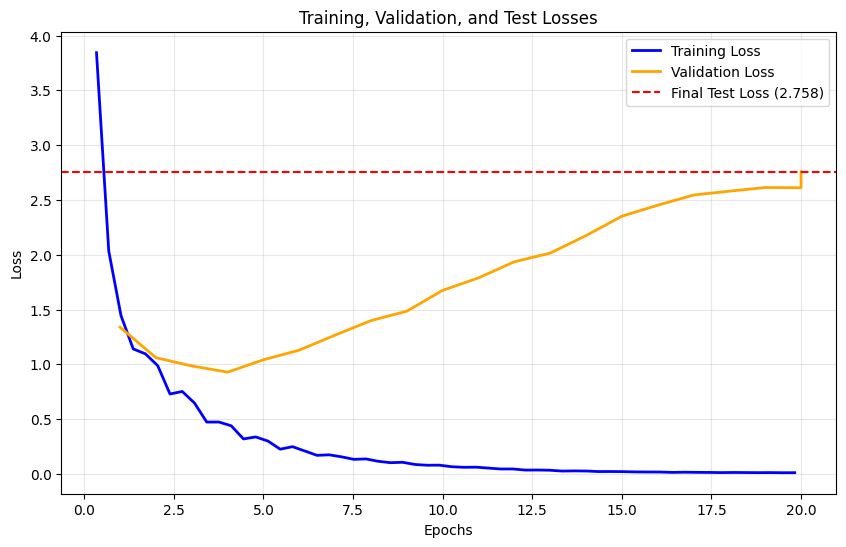 Training, Validation, and Test Losses
Training Loss
Validation Loss
Final Test Loss (2.758)
Loss
4.0
3.5
3.0
2.5
2.0
1.5
1.0
0.5
0.0
0.0 2.5 5.0 7.5 10.0 12.5 15.0 17.5 20.0
Epochs